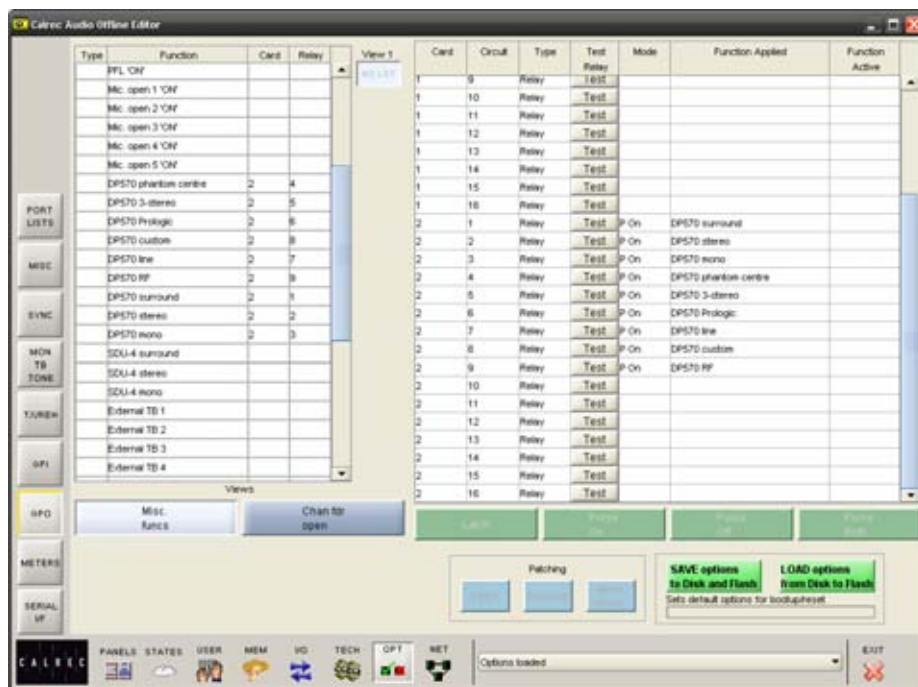 Calrec Audio Offline Editor
Type Function Card Relay View 1
PFL 'ON'
Mic. open 1 'ON'
Mic. open 2 'ON'
Mic. open 3 'ON'
Mic. open 4 'ON'
Mic. open 5 'ON'
DP570 phantom centre 2 4
DP570 3-stereo 2 5
DP570 Prologic 2 6
DP570 custom 2 8
DP570 line 2 7
DP570 RF 2 9
DP570 surround 2 1
DP570 stereo 2 2
DP570 mono 2 3
SDU-4 surround
SDU-4 stereo
SDU-4 mono
External TB 1
External TB 2
External TB 3
External TB 4
Views
Misc. funcs
Chan fdr open
Card Circuit Type Test Relay Mode Function Applied Function Active
1 9 Relay Test
1 10 Relay Test
1 11 Relay Test
1 12 Relay Test
1 13 Relay Test
1 14 Relay Test
1 15 Relay Test
1 16 Relay Test
2 1 Relay Test P On DP570 surround
2 2 Relay Test P On DP570 stereo
2 3 Relay Test P On DP570 mono
2 4 Relay Test P On DP570 phantom centre
2 5 Relay Test P On DP570 3-stereo
2 6 Relay Test P On DP570 Prologic
2 7 Relay Test P On DP570 line
2 8 Relay Test P On DP570 custom
2 9 Relay Test P On DP570 RF
2 10 Relay Test
2 11 Relay Test
2 12 Relay Test
2 13 Relay Test
2 14 Relay Test
2 15 Relay Test
2 16 Relay Test
PORT LISTS
MISC
SYNC
MON TB TONE
TX/REH
GPI
GPO
METERS
SERIAL I/F
Patching
SAVE options to Disk and Flash
LOAD options from Disk to Flash
Sets default options for bootup/reset
CALREC
PANELS STATES USER MEM I/O TECH OPT NET
Options loaded
EXIT